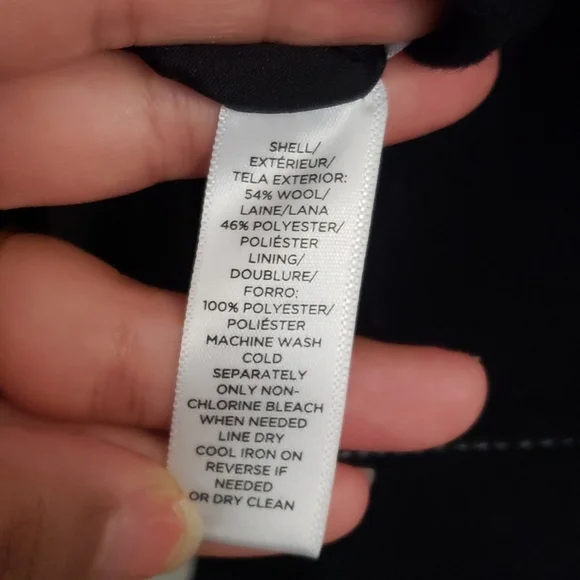 SHELL/
EXTÉRIEUR/
TELA EXTERIOR:
54% WOOL/
LAINE/LANA
46% POLYESTER/
POLIÉSTER
LINING/
DOUBLURE/
FORRO:
100% POLYESTER/
POLIÉSTER
MACHINE WASH
COLD
SEPARATELY
ONLY NON-
CHLORINE BLEACH
WHEN NEEDED
LINE DRY
COOL IRON ON
REVERSE IF
NEEDED
OR DRY CLEAN